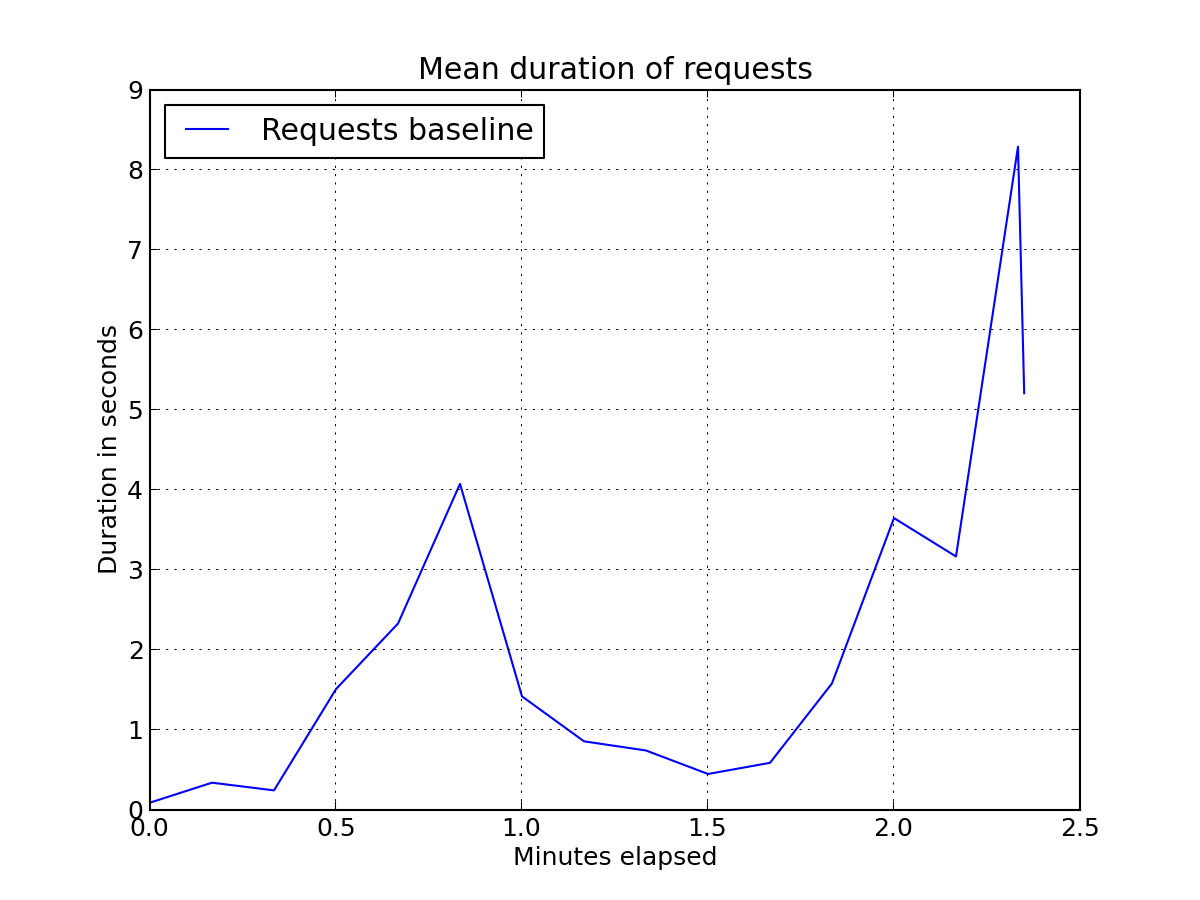 Mean duration of requests
Requests baseline
9
8
7
6
5
4
3
2
1
0
Duration in seconds
0.0 0.5 1.0 1.5 2.0 2.5
Minutes elapsed